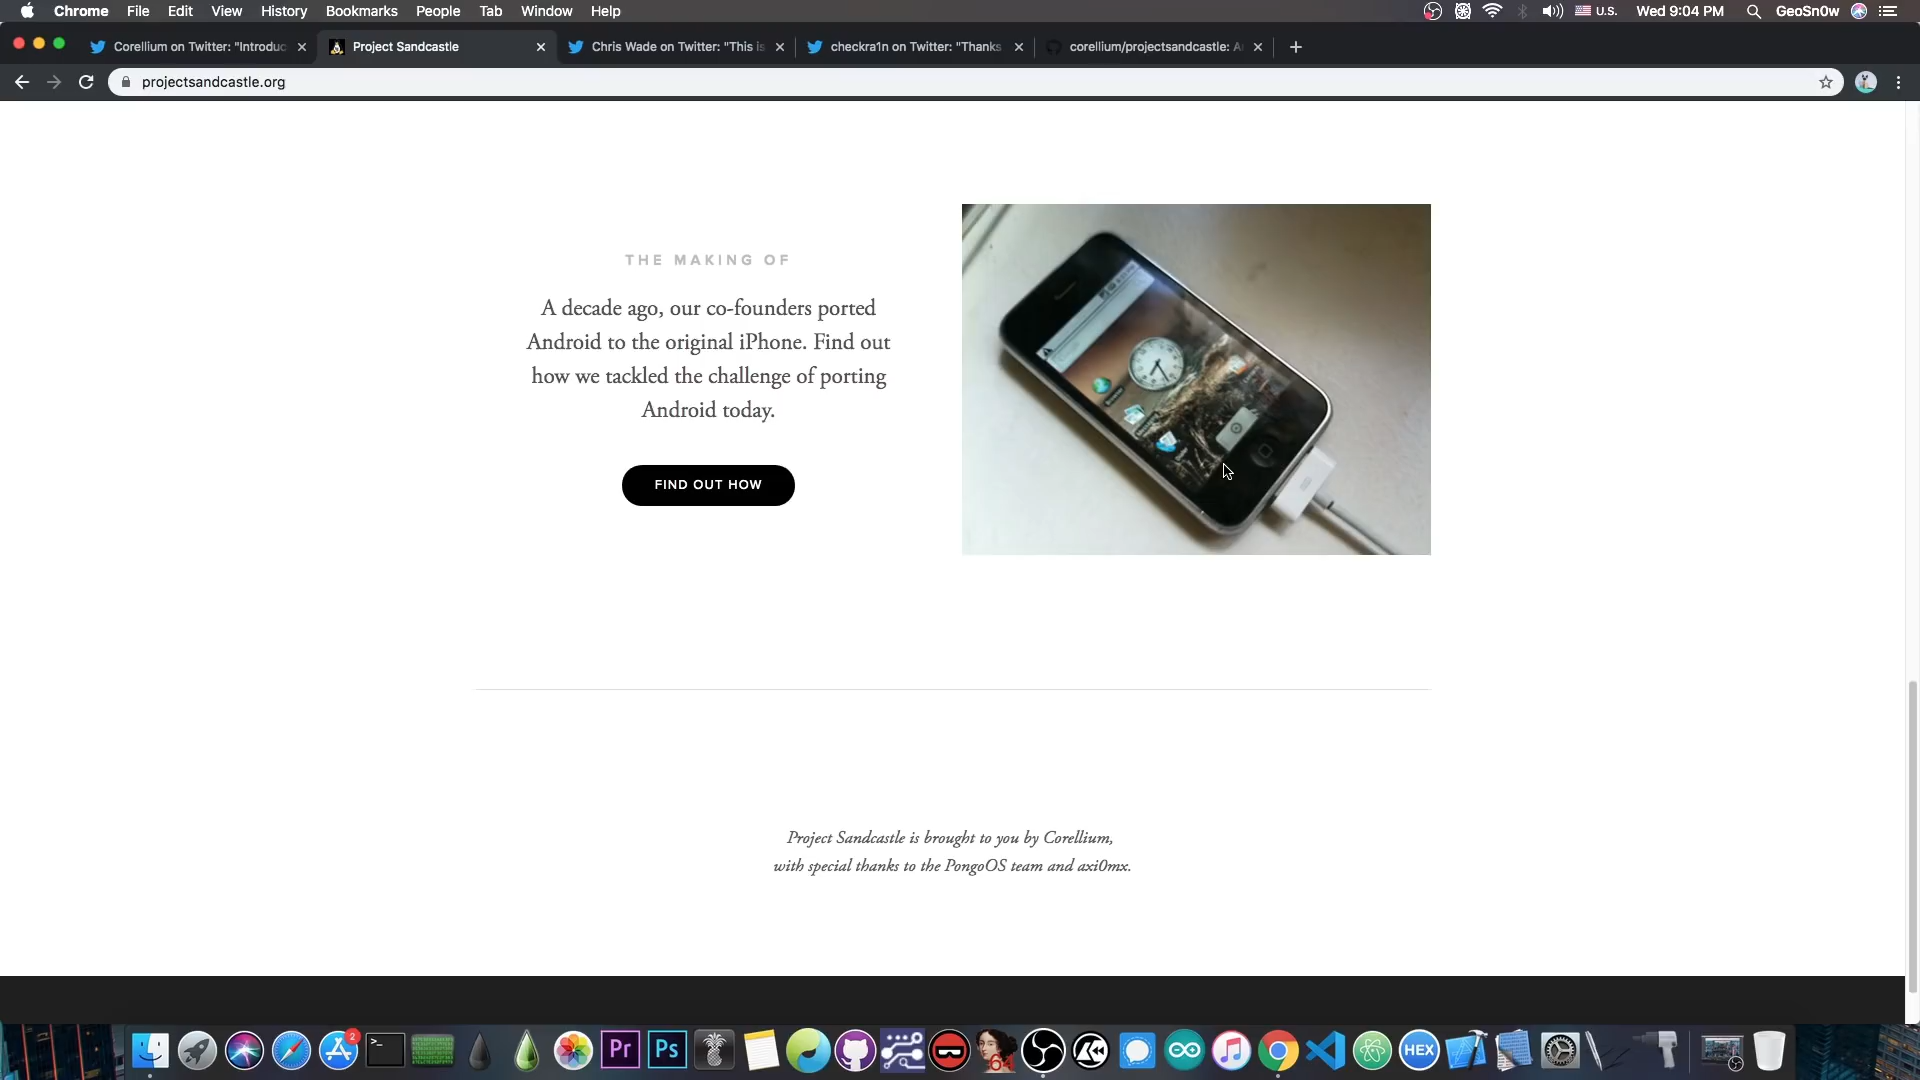 Chrome File Edit View History Bookmarks People Tab Window Help U.S. Wed 9:04 PM GeoSn0w
Corellium on Twitter: "Introduc Project Sandcastle Chris Wade on Twitter: "This is checkra1n on Twitter: "Thanks corellium/projectsandcastle: A
projectsandcastle.org
THE MAKING OF
A decade ago, our co-founders ported
Android to the original iPhone. Find out
how we tackled the challenge of porting
Android today.
FIND OUT HOW
Project Sandcastle is brought to you by Corellium,
with special thanks to the PongoOS team and axi0mx.
2
>_
Pr
Ps
64
HEX